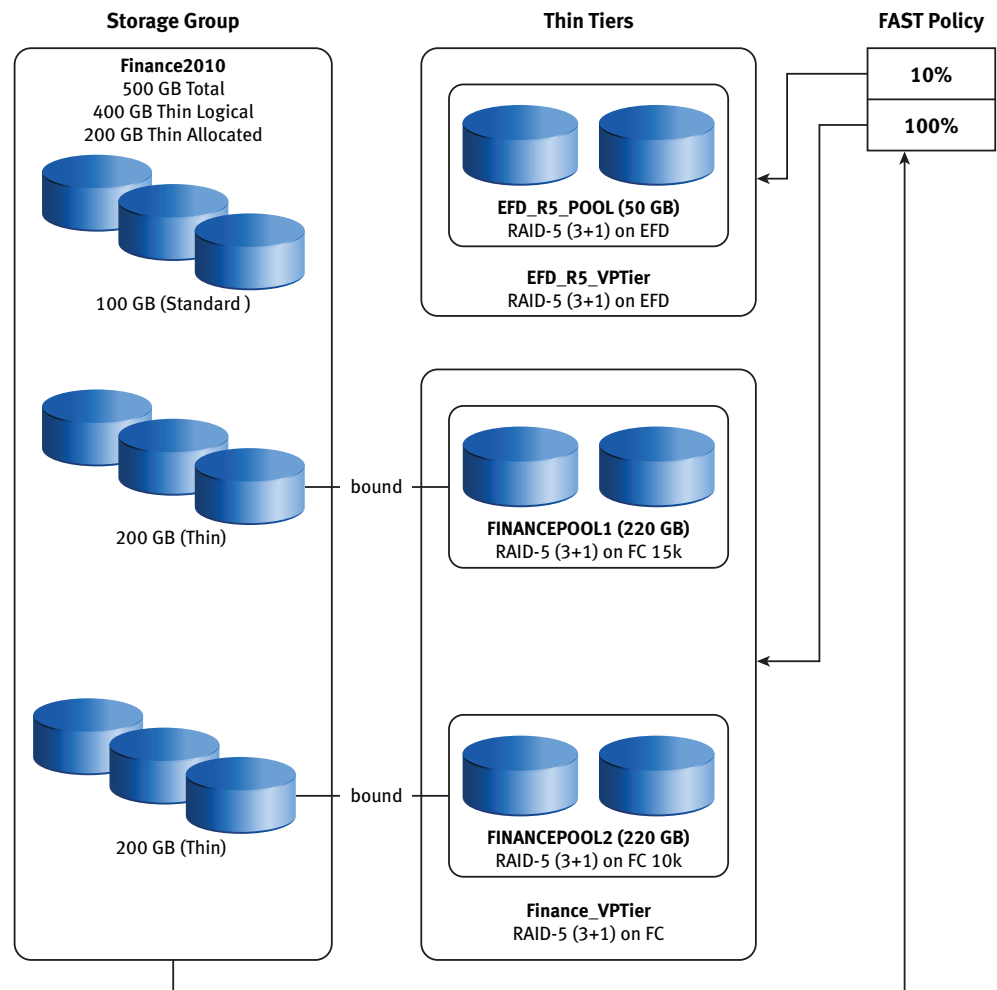 Storage Group
Thin Tiers
FAST Policy
Finance2010
500 GB Total
400 GB Thin Logical
200 GB Thin Allocated
100 GB (Standard )
200 GB (Thin)
200 GB (Thin)
bound
bound
EFD_R5_POOL (50 GB)
RAID-5 (3+1) on EFD
EFD_R5_VPTier
RAID-5 (3+1) on EFD
FINANCEPOOL1 (220 GB)
RAID-5 (3+1) on FC 15k
FINANCEPOOL2 (220 GB)
RAID-5 (3+1) on FC 10k
Finance_VPTier
RAID-5 (3+1) on FC
10%
100%